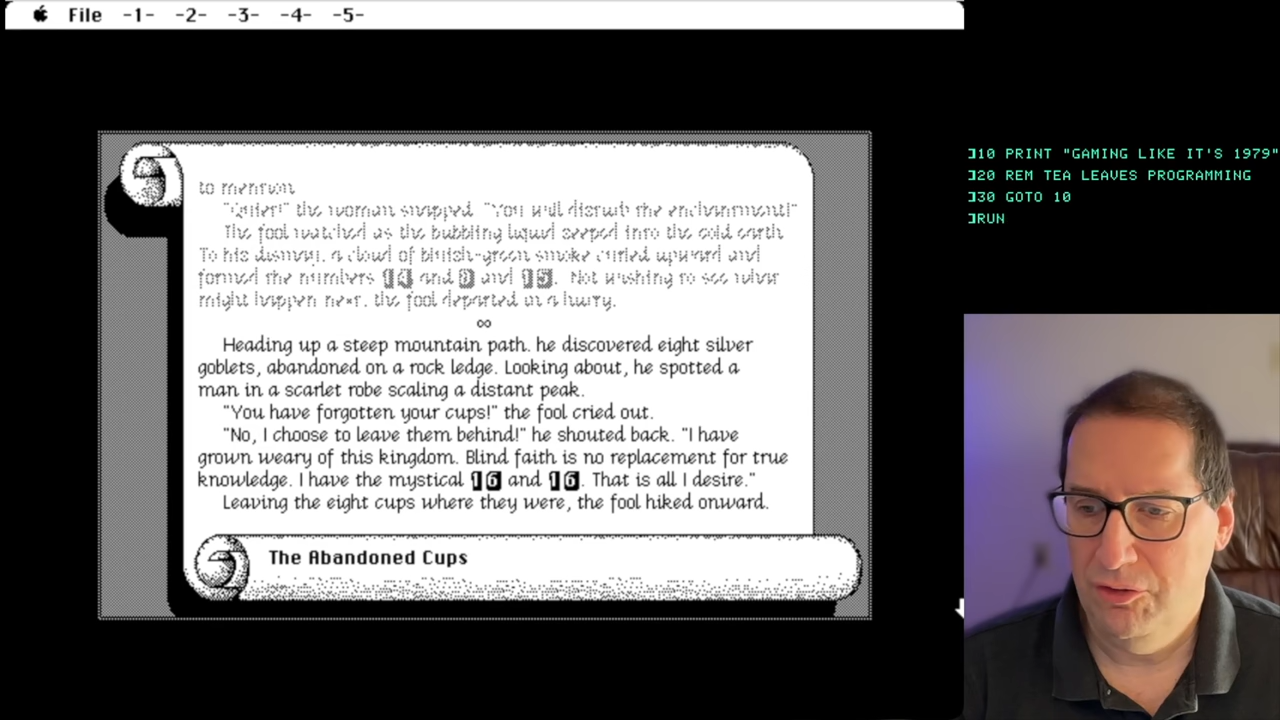 File -1- -2- -3- -4- -5-
to mention.
"Quiet!" the woman snapped. "You will disturb the enchantment!"
The fool watched as the bubbling liquid seeped into the cold earth.
To his dismay, a cloud of bluish-green smoke curled upward and
formed the numbers 14 and and 15. Not wishing to see what
might happen next, the fool departed in a hurry.
∞
Heading up a steep mountain path, he discovered eight silver
goblets, abandoned on a rock ledge. Looking about, he spotted a
man in a scarlet robe scaling a distant peak.
"You have forgotten your cups!" the fool cried out.
"No, I choose to leave them behind!" he shouted back. "I have
grown weary of this kingdom. Blind faith is no replacement for true
knowledge. I have the mystical 16 and 16. That is all I desire."
Leaving the eight cups where they were, the fool hiked onward.
The Abandoned Cups
]10 PRINT "GAMING LIKE IT'S 1979"
]20 REM TEA LEAVES PROGRAMMING
]30 GOTO 10
]RUN